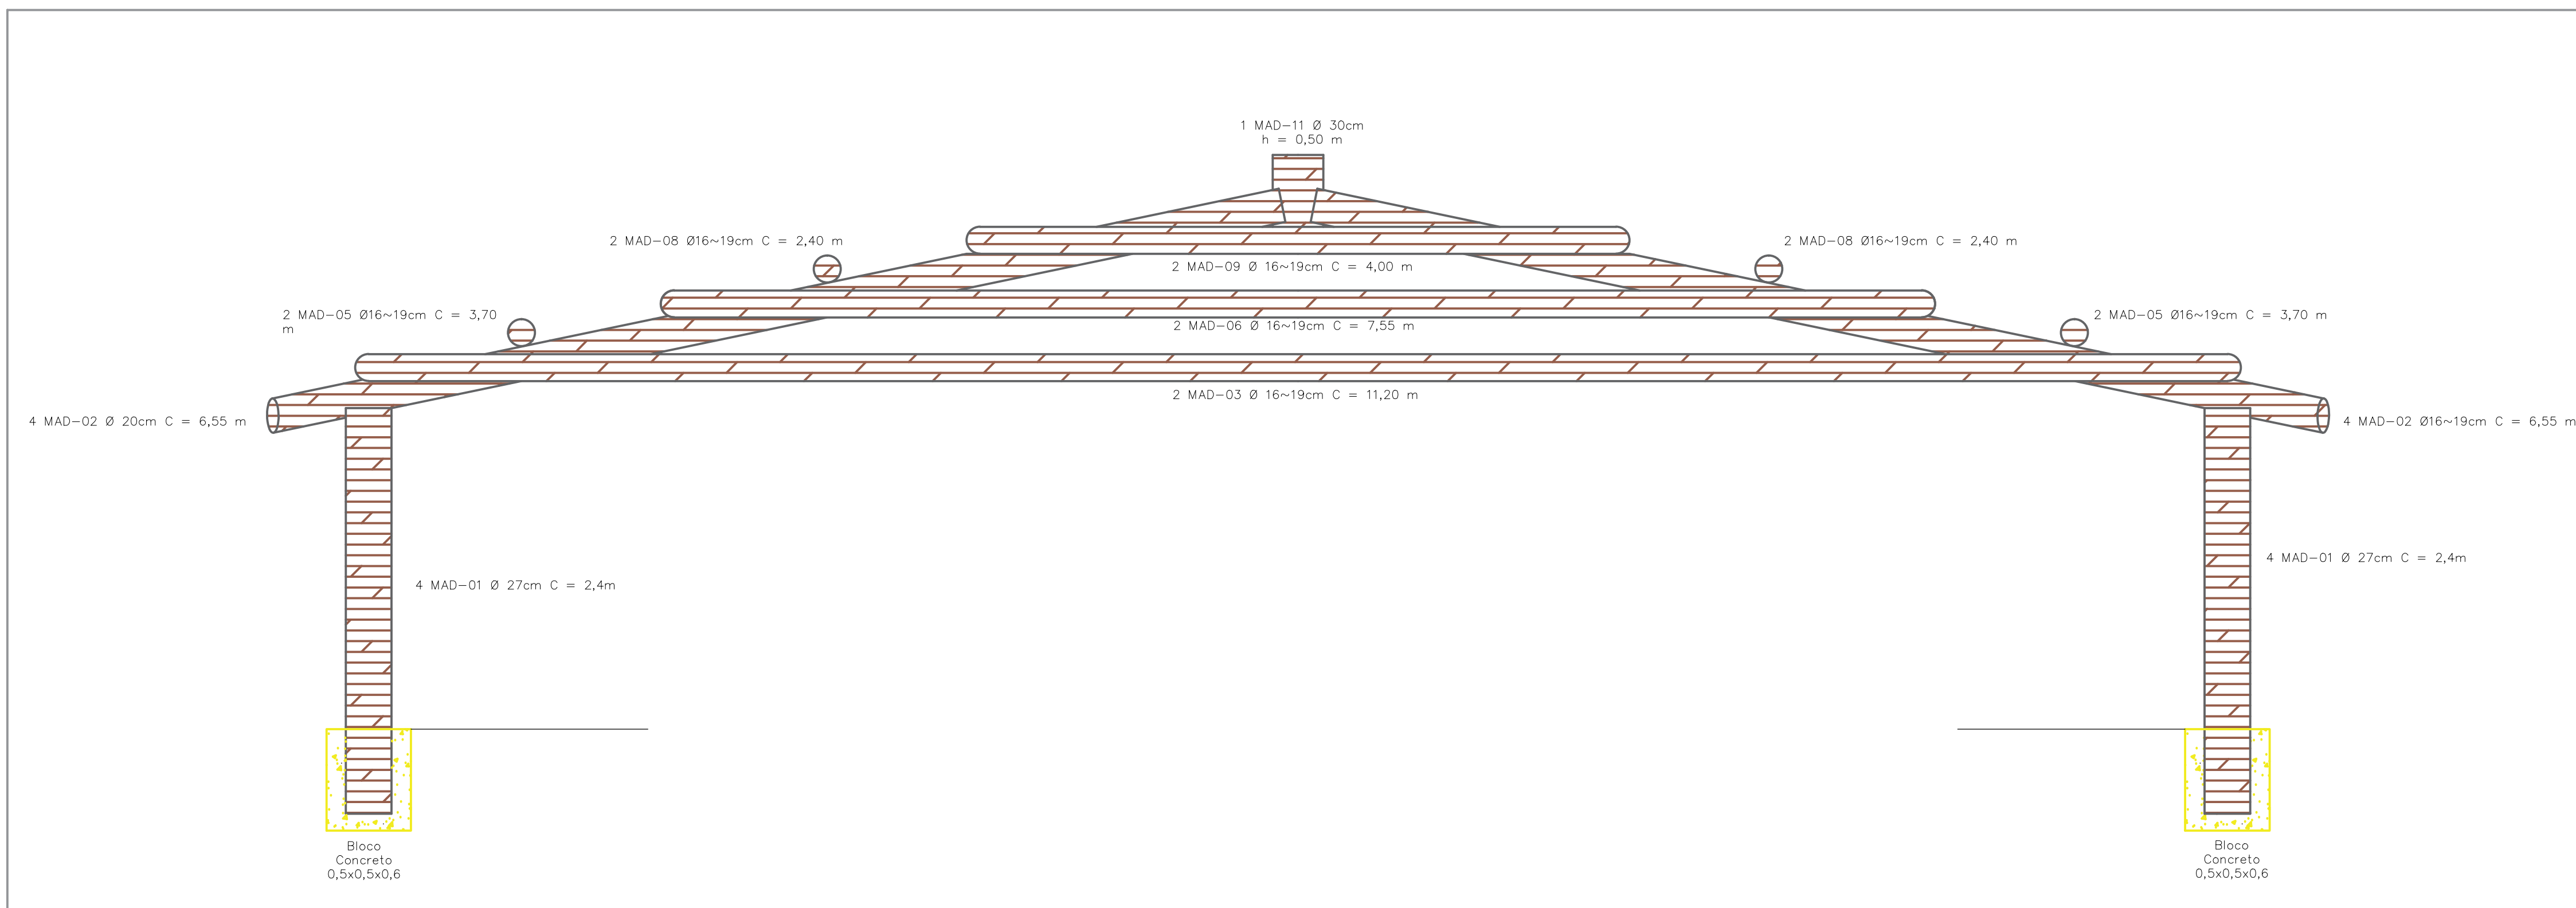 1 MAD-11 Ø 30cm
h = 0,50 m
2 MAD-08 Ø16~19cm C = 2,40 m
2 MAD-08 Ø16~19cm C = 2,40 m
2 MAD-09 Ø 16~19cm C = 4,00 m
2 MAD-05 Ø16~19cm C = 3,70
m
2 MAD-05 Ø16~19cm C = 3,70 m
2 MAD-06 Ø 16~19cm C = 7,55 m
2 MAD-03 Ø 16~19cm C = 11,20 m
4 MAD-02 Ø 20cm C = 6,55 m
4 MAD-02 Ø16~19cm C = 6,55 m
4 MAD-01 Ø 27cm C = 2,4m
4 MAD-01 Ø 27cm C = 2,4m
Bloco
Concreto
0,5x0,5x0,6
Bloco
Concreto
0,5x0,5x0,6